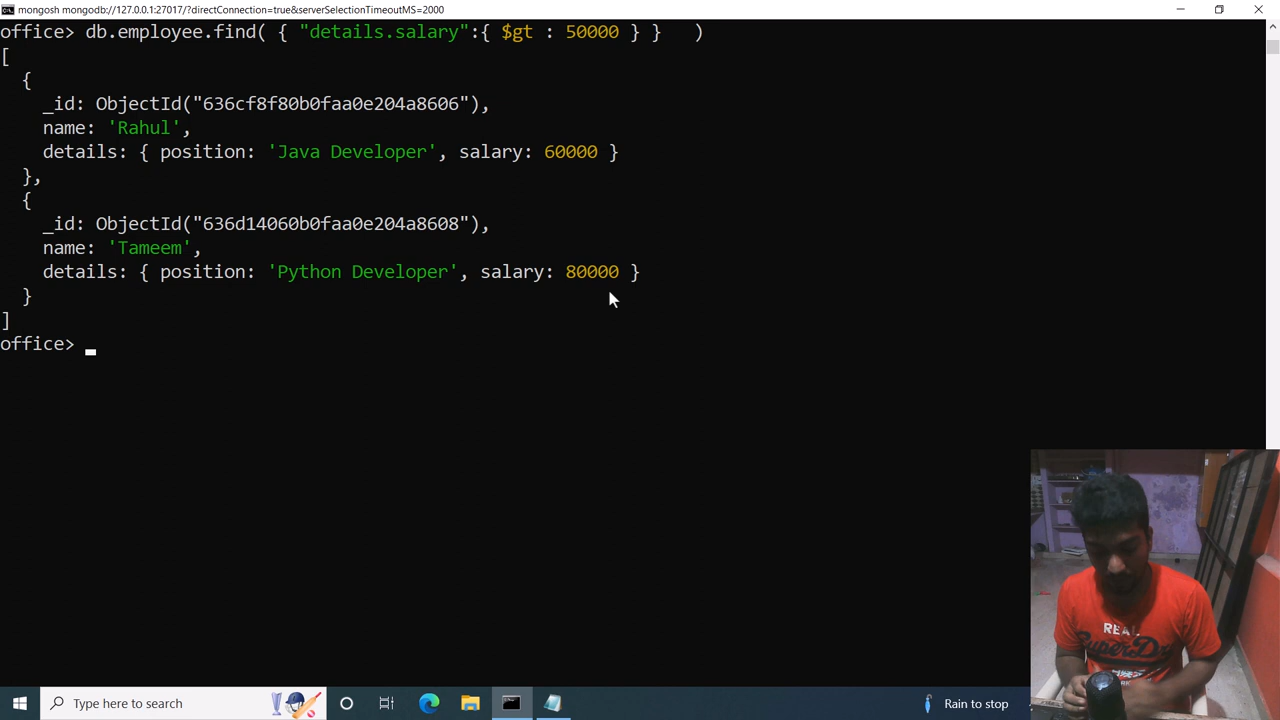 mongosh mongodb://127.0.0.1:27017/?directConnection=true&serverSelectionTimeoutMS=2000
office> db.employee.find( { "details.salary":{ $gt : 50000 } }   )
[
  {
    _id: ObjectId("636cf8f80b0faa0e204a8606"),
    name: 'Rahul',
    details: { position: 'Java Developer', salary: 60000 }
  },
  {
    _id: ObjectId("636d14060b0faa0e204a8608"),
    name: 'Tameem',
    details: { position: 'Python Developer', salary: 80000 }
  }
]
office>
REAL
SuperDry
Type here to search
Rain to stop